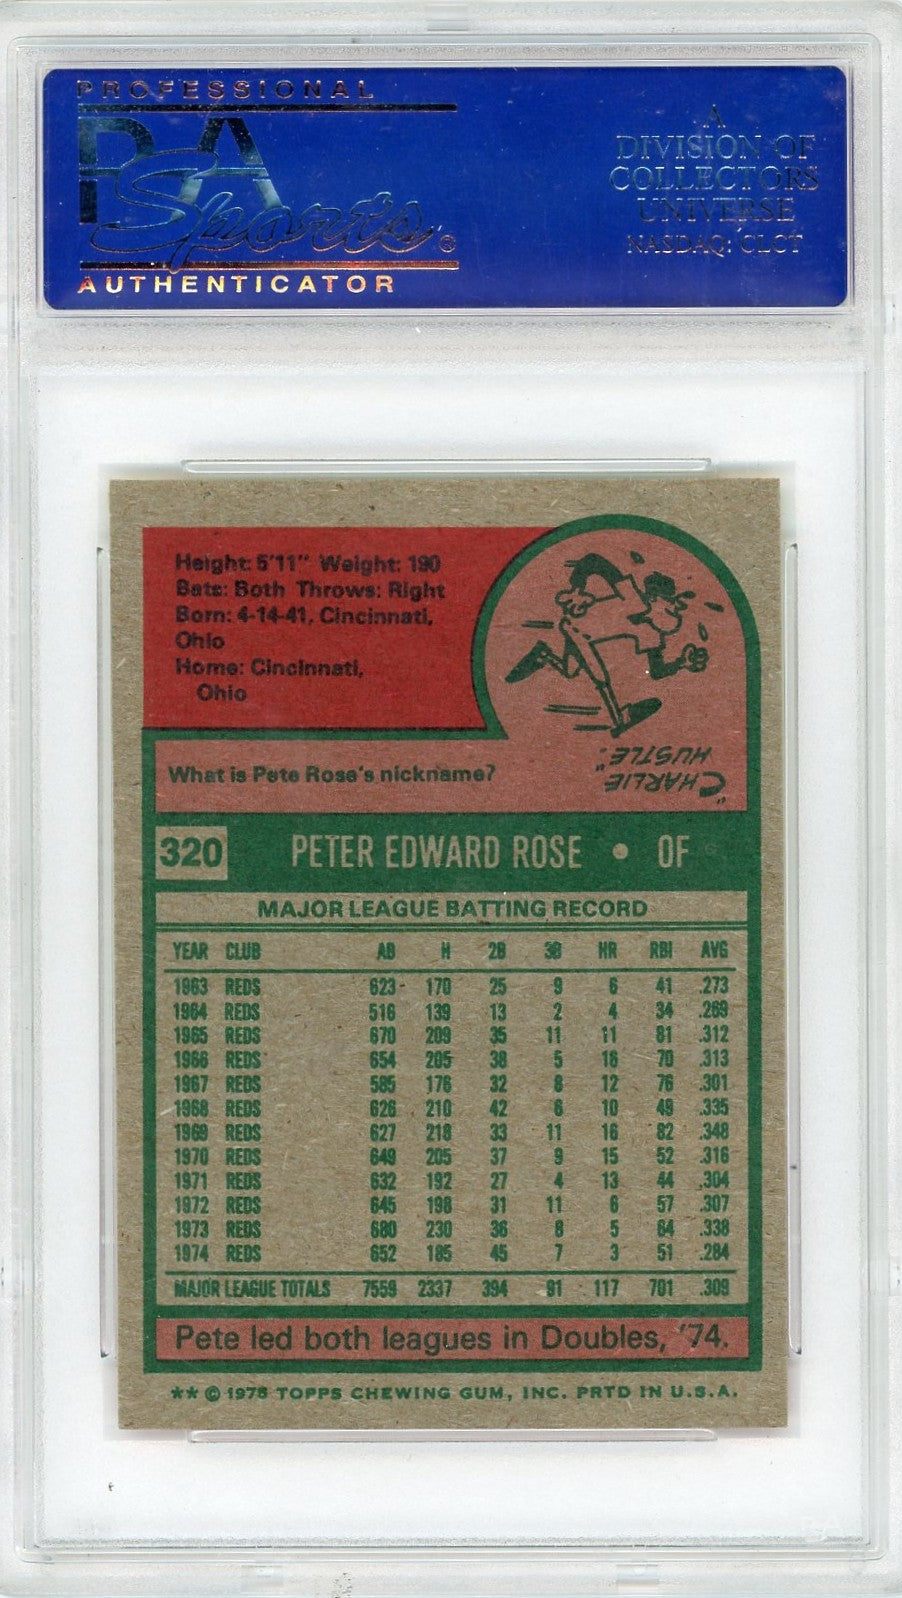 PROFESSIONAL
PSA
Sports®
AUTHENTICATOR
A
DIVISION OF
COLLECTORS
UNIVERSE
NASDAQ: CLCT
Height: 5'11" Weight: 190
Bats: Both Throws: Right
Born: 4-14-41, Cincinnati,
Ohio
Home: Cincinnati,
Ohio
What is Pete Rose's nickname?
"CHARLIE
HUSTLE."
320 PETER EDWARD ROSE • OF
MAJOR LEAGUE BATTING RECORD
YEAR CLUB AB H 2B 3B HR RBI AVG
1963 REDS 623 170 25 9 6 41 .273
1964 REDS 516 139 13 2 4 34 .269
1965 REDS 670 209 35 11 11 81 .312
1966 REDS 654 205 38 5 16 70 .313
1967 REDS 585 176 32 8 12 76 .301
1968 REDS 626 210 42 6 10 49 .335
1969 REDS 627 218 33 11 16 82 .348
1970 REDS 649 205 37 9 15 52 .316
1971 REDS 632 192 27 4 13 44 .304
1972 REDS 645 198 31 11 6 57 .307
1973 REDS 680 230 36 8 5 64 .338
1974 REDS 652 185 45 7 3 51 .284
MAJOR LEAGUE TOTALS 7559 2337 394 91 117 701 .309
Pete led both leagues in Doubles, '74.
** © 1975 TOPPS CHEWING GUM, INC. PRTD IN U.S.A.